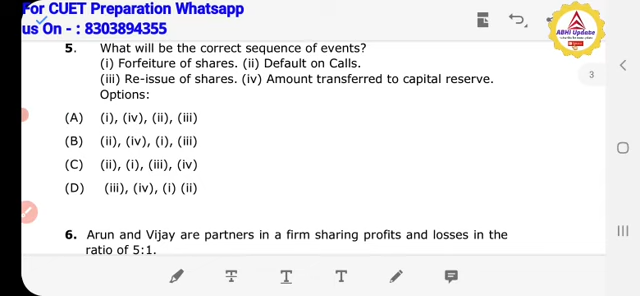 For CUET Preparation Whatsapp
us On - : 8303894355
ABHI Update
3
5. What will be the correct sequence of events?
(i) Forfeiture of shares. (ii) Default on Calls.
(iii) Re-issue of shares. (iv) Amount transferred to capital reserve.
Options:
(A) (i), (iv), (ii), (iii)
(B) (ii), (iv), (i), (iii)
(C) (ii), (i), (iii), (iv)
(D) (iii), (iv), (i) (ii)
6. Arun and Vijay are partners in a firm sharing profits and losses in the
ratio of 5:1.